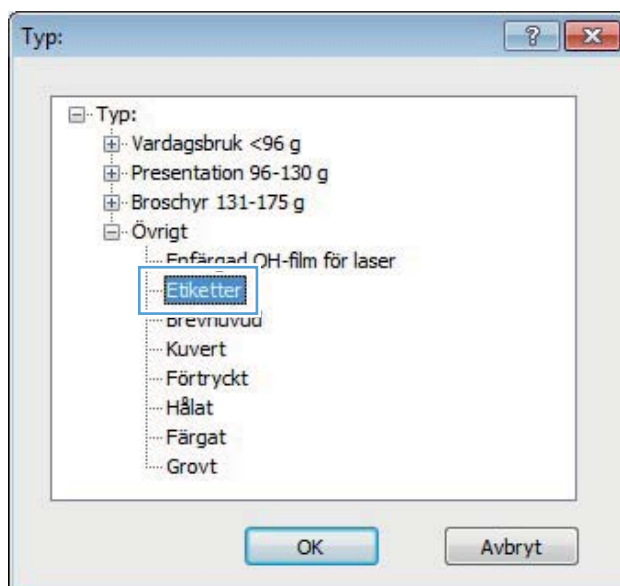 Typ:
Typ:
Vardagsbruk <96 g
Presentation 96-130 g
Broschyr 131-175 g
Övrigt
Enfärgad OH-film för laser
Etiketter
Brevhuvud
Kuvert
Förtryckt
Hålat
Färgat
Grovt
OK Avbryt